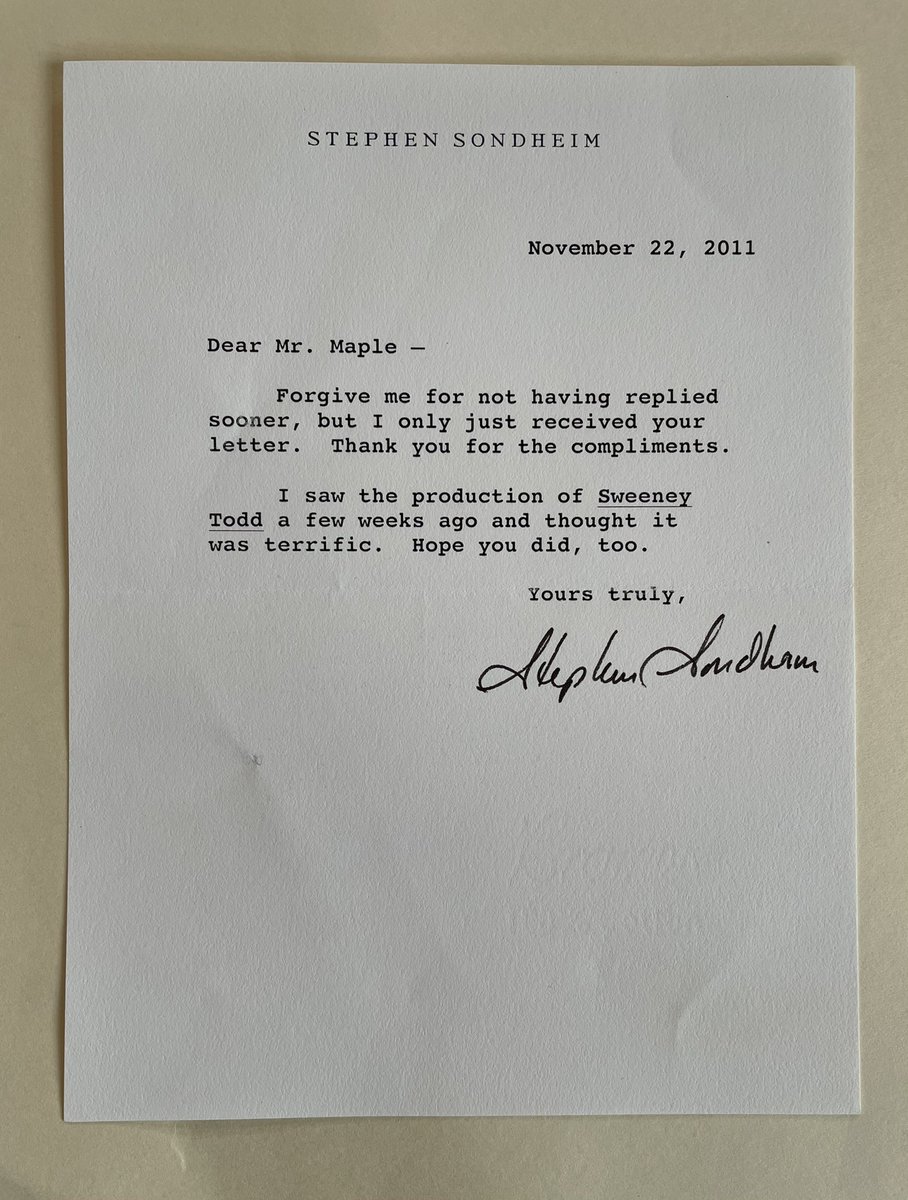 STEPHEN SONDHEIM
November 22, 2011
Dear Mr. Maple —
Forgive me for not having replied
sooner, but I only just received your
letter.  Thank you for the compliments.
I saw the production of Sweeney
Todd a few weeks ago and thought it
was terrific.  Hope you did, too.
Yours truly,
Stephen Sondheim